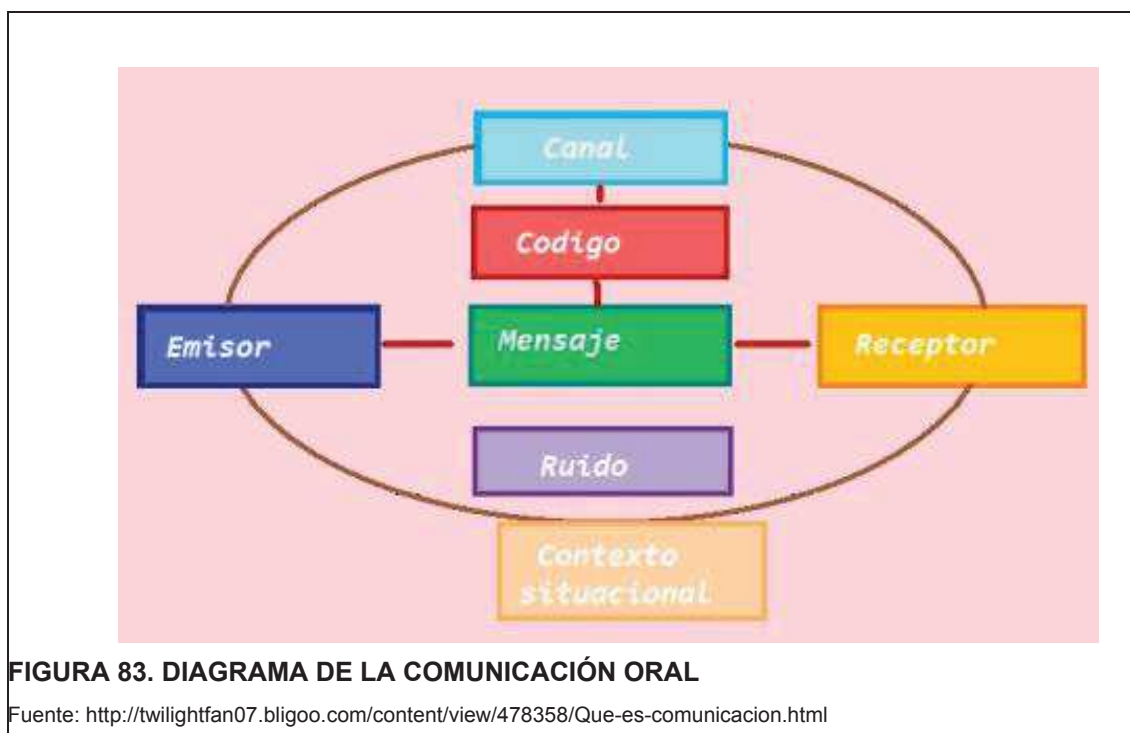 Canal
Codigo
Emisor
Mensaje
Receptor
Ruido
Contexto
situacional
FIGURA 83. DIAGRAMA DE LA COMUNICACIÓN ORAL
Fuente: http://twilightfan07.bligoo.com/content/view/478358/Que-es-comunicacion.html